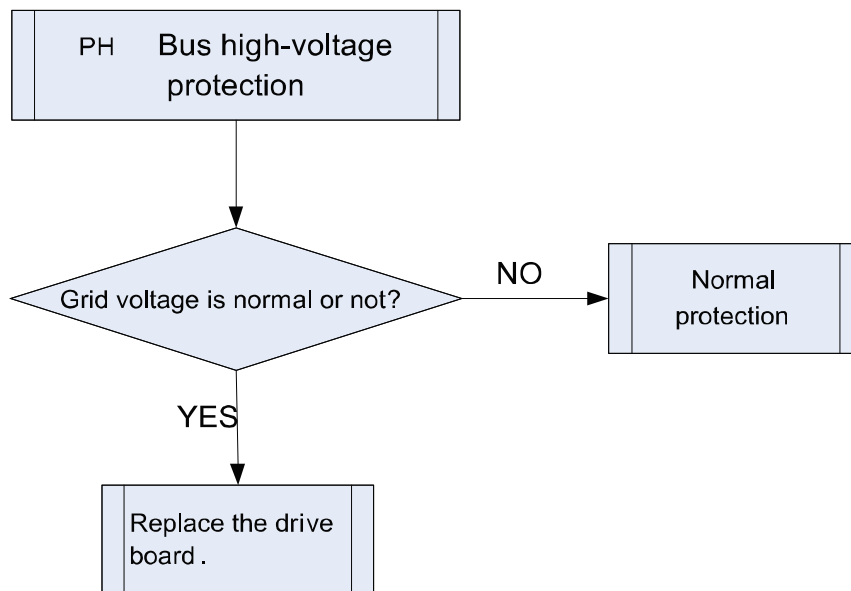 PH Bus high-voltage
protection
Grid voltage is normal or not?
NO
Normal
protection
YES
Replace the drive
board.